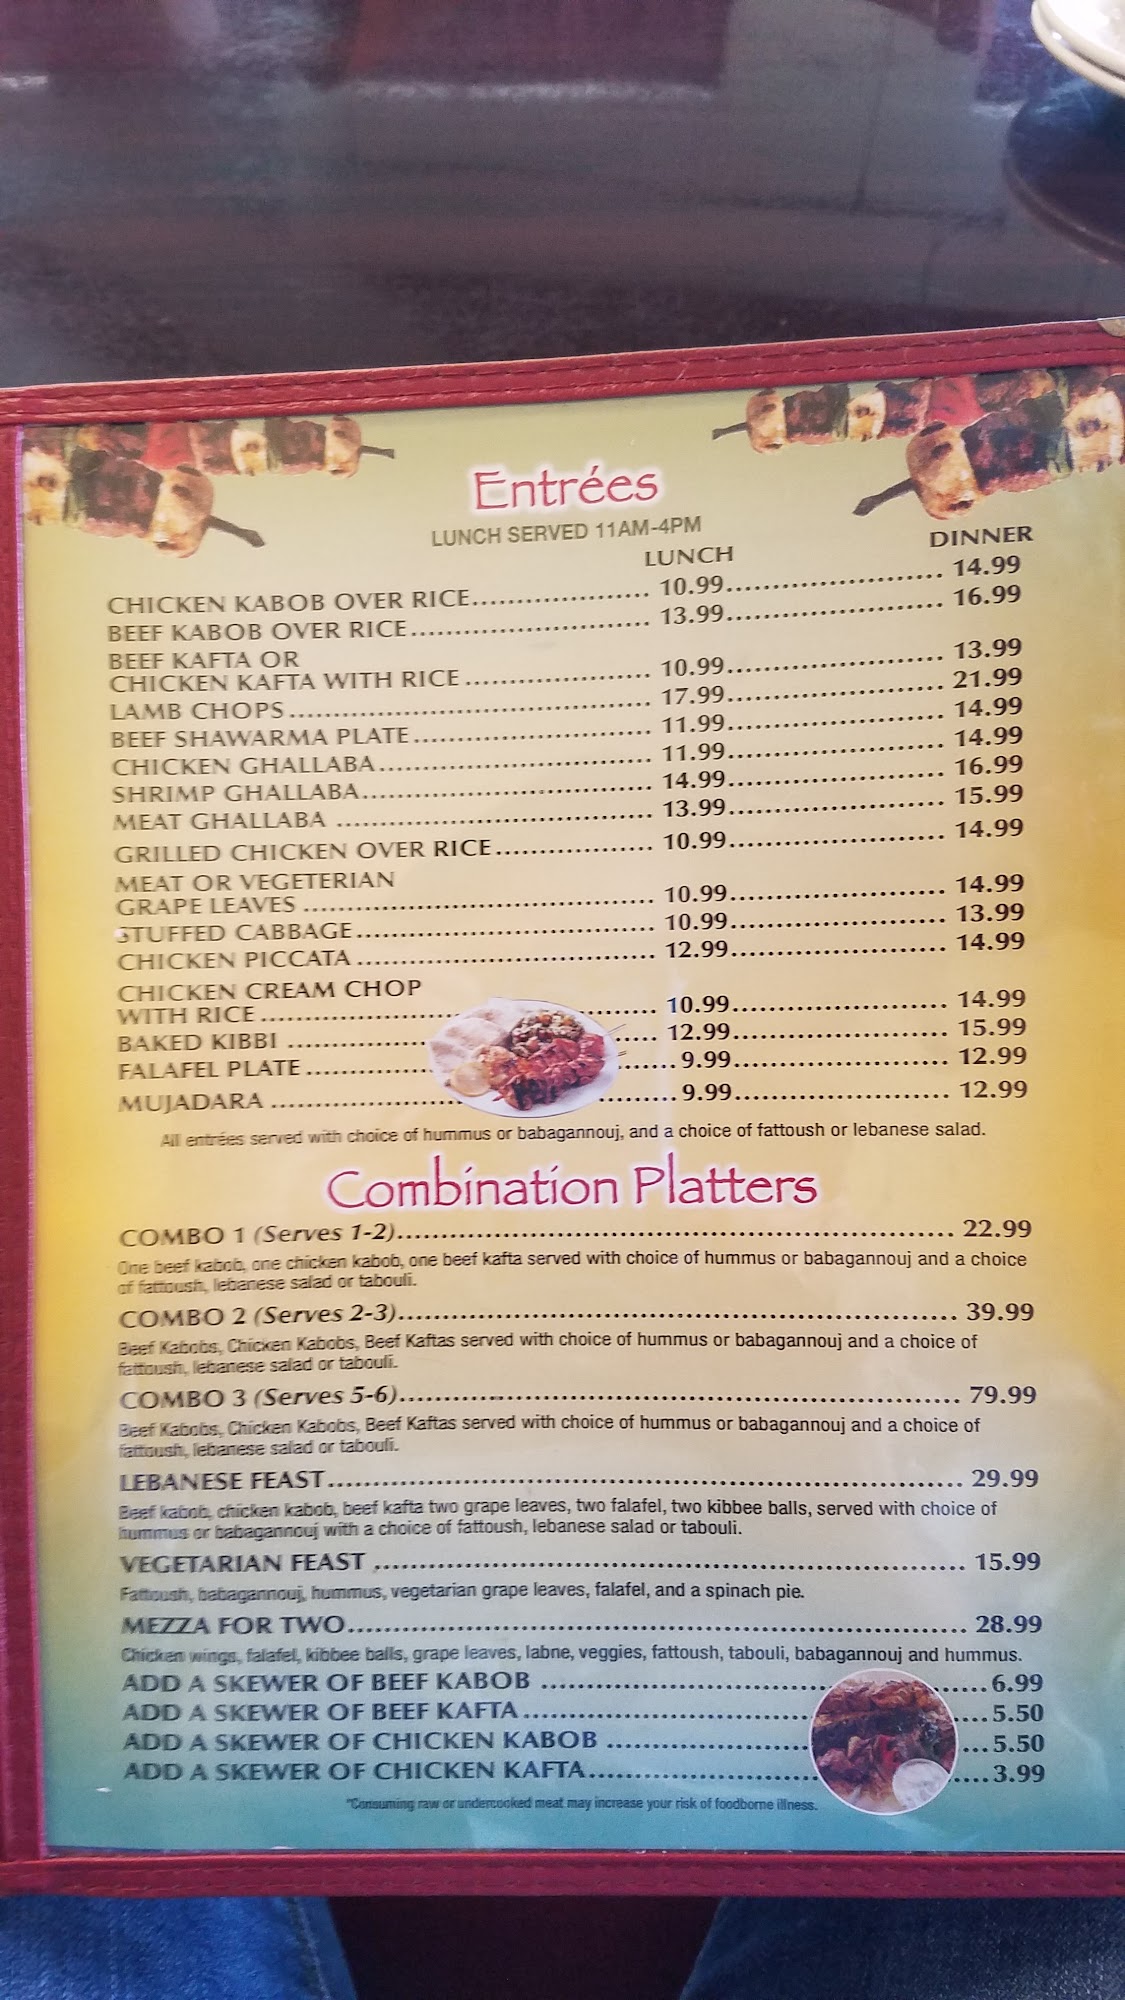 Entrées
LUNCH SERVED 11AM-4PM
LUNCH DINNER
CHICKEN KABOB OVER RICE.................... 10.99......................... 14.99
BEEF KABOB OVER RICE........................... 13.99......................... 16.99
BEEF KAFTA OR
CHICKEN KAFTA WITH RICE..................... 10.99......................... 13.99
LAMB CHOPS......................................... 17.99......................... 21.99
BEEF SHAWARMA PLATE........................... 11.99......................... 14.99
CHICKEN GHALLABA............................... 11.99......................... 14.99
SHRIMP GHALLABA................................. 14.99......................... 16.99
MEAT GHALLABA .................................... 13.99......................... 15.99
GRILLED CHICKEN OVER RICE.................. 10.99......................... 14.99
MEAT OR VEGETERIAN
GRAPE LEAVES ........................................ 10.99......................... 14.99
STUFFED CABBAGE.................................. 10.99......................... 13.99
CHICKEN PICCATA .................................. 12.99......................... 14.99
CHICKEN CREAM CHOP
WITH RICE ............................................. 10.99......................... 14.99
BAKED KIBBI .......................................... 12.99......................... 15.99
FALAFEL PLATE........................................ 9.99......................... 12.99
MUJADARA ............................................. 9.99......................... 12.99
All entrées served with choice of hummus or babagannouj, and a choice of fattoush or lebanese salad.
Combination Platters
COMBO 1 (Serves 1-2)................................................................ 22.99
One beef kabob, one chicken kabob, one beef kafta served with choice of hummus or babagannouj and a choice
of fattoush, lebanese salad or tabouli.
COMBO 2 (Serves 2-3)................................................................ 39.99
Beef Kabobs, Chicken Kabobs, Beef Kaftas served with choice of hummus or babagannouj and a choice of
fattoush, lebanese salad or tabouli.
COMBO 3 (Serves 5-6)................................................................ 79.99
Beef Kabobs, Chicken Kabobs, Beef Kaftas served with choice of hummus or babagannouj and a choice of
fattoush, lebanese salad or tabouli.
LEBANESE FEAST........................................................................ 29.99
Beef kabob, chicken kabob, beef kafta two grape leaves, two falafel, two kibbee balls, served with choice of
hummus or babagannouj with a choice of fattoush, lebanese salad or tabouli.
VEGETARIAN FEAST ................................................................... 15.99
Fattoush, babagannouj, hummus, vegetarian grape leaves, falafel, and a spinach pie.
MEZZA FOR TWO...................................................................... 28.99
Chicken wings, falafel, kibbee balls, grape leaves, labne, veggies, fattoush, tabouli, babagannouj and hummus.
ADD A SKEWER OF BEEF KABOB ......................................6.99
ADD A SKEWER OF BEEF KAFTA......................................5.50
ADD A SKEWER OF CHICKEN KABOB ..............................5.50
ADD A SKEWER OF CHICKEN KAFTA................................3.99
*Consuming raw or undercooked meat may increase your risk of foodborne illness.